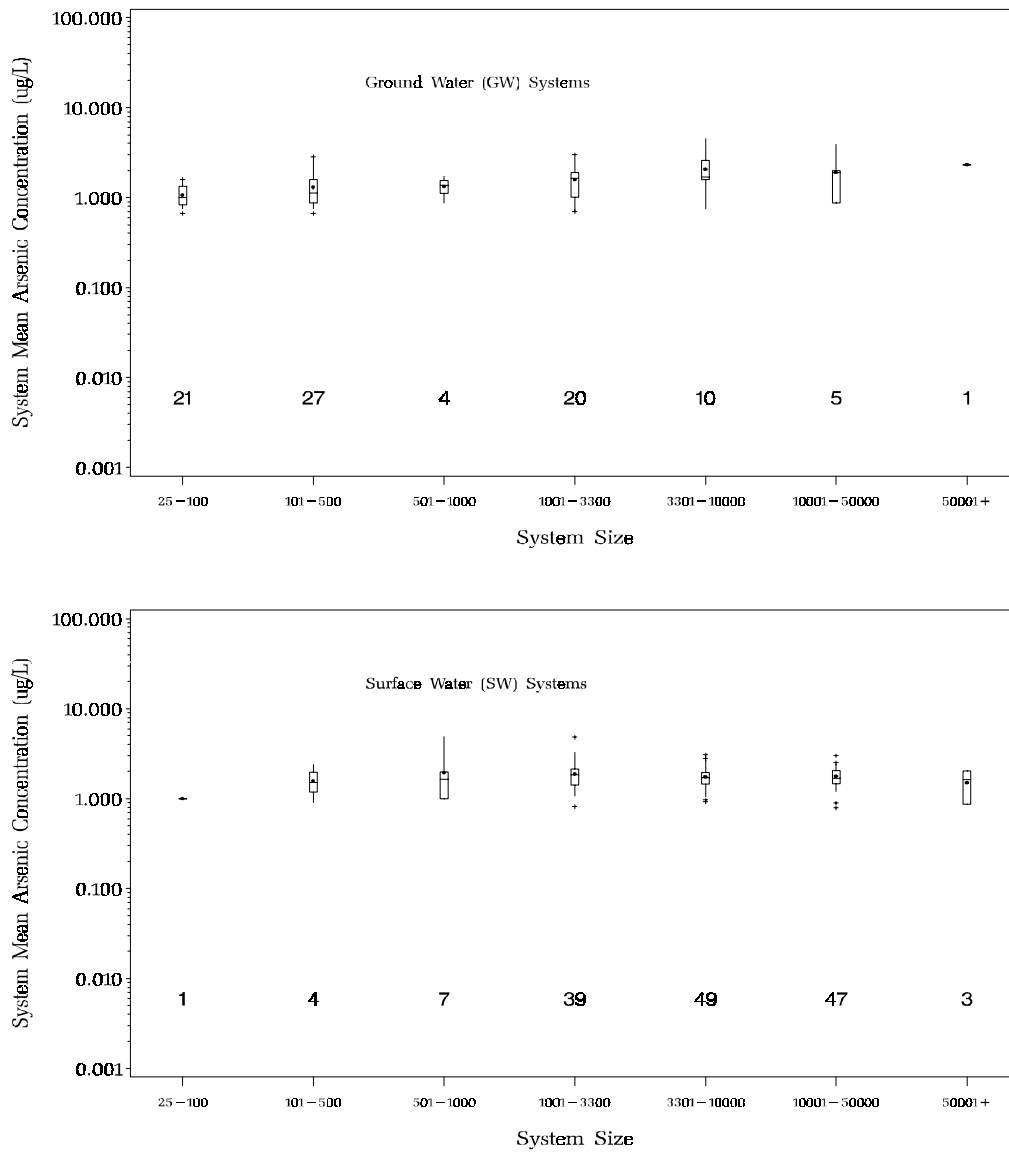 System Mean Arsenic Concentration (ug/L)
Ground Water (GW) Systems
100.000
10.000
1.000
0.100
0.010
0.001
21 27 4 20 10 5 1
25-100 101-500 501-1000 1001-3300 3301-10000 10001-50000 50001+
System Size
System Mean Arsenic Concentration (ug/L)
Surface Water (SW) Systems
100.000
10.000
1.000
0.100
0.010
0.001
1 4 7 39 49 47 3
25-100 101-500 501-1000 1001-3300 3301-10000 10001-50000 50001+
System Size